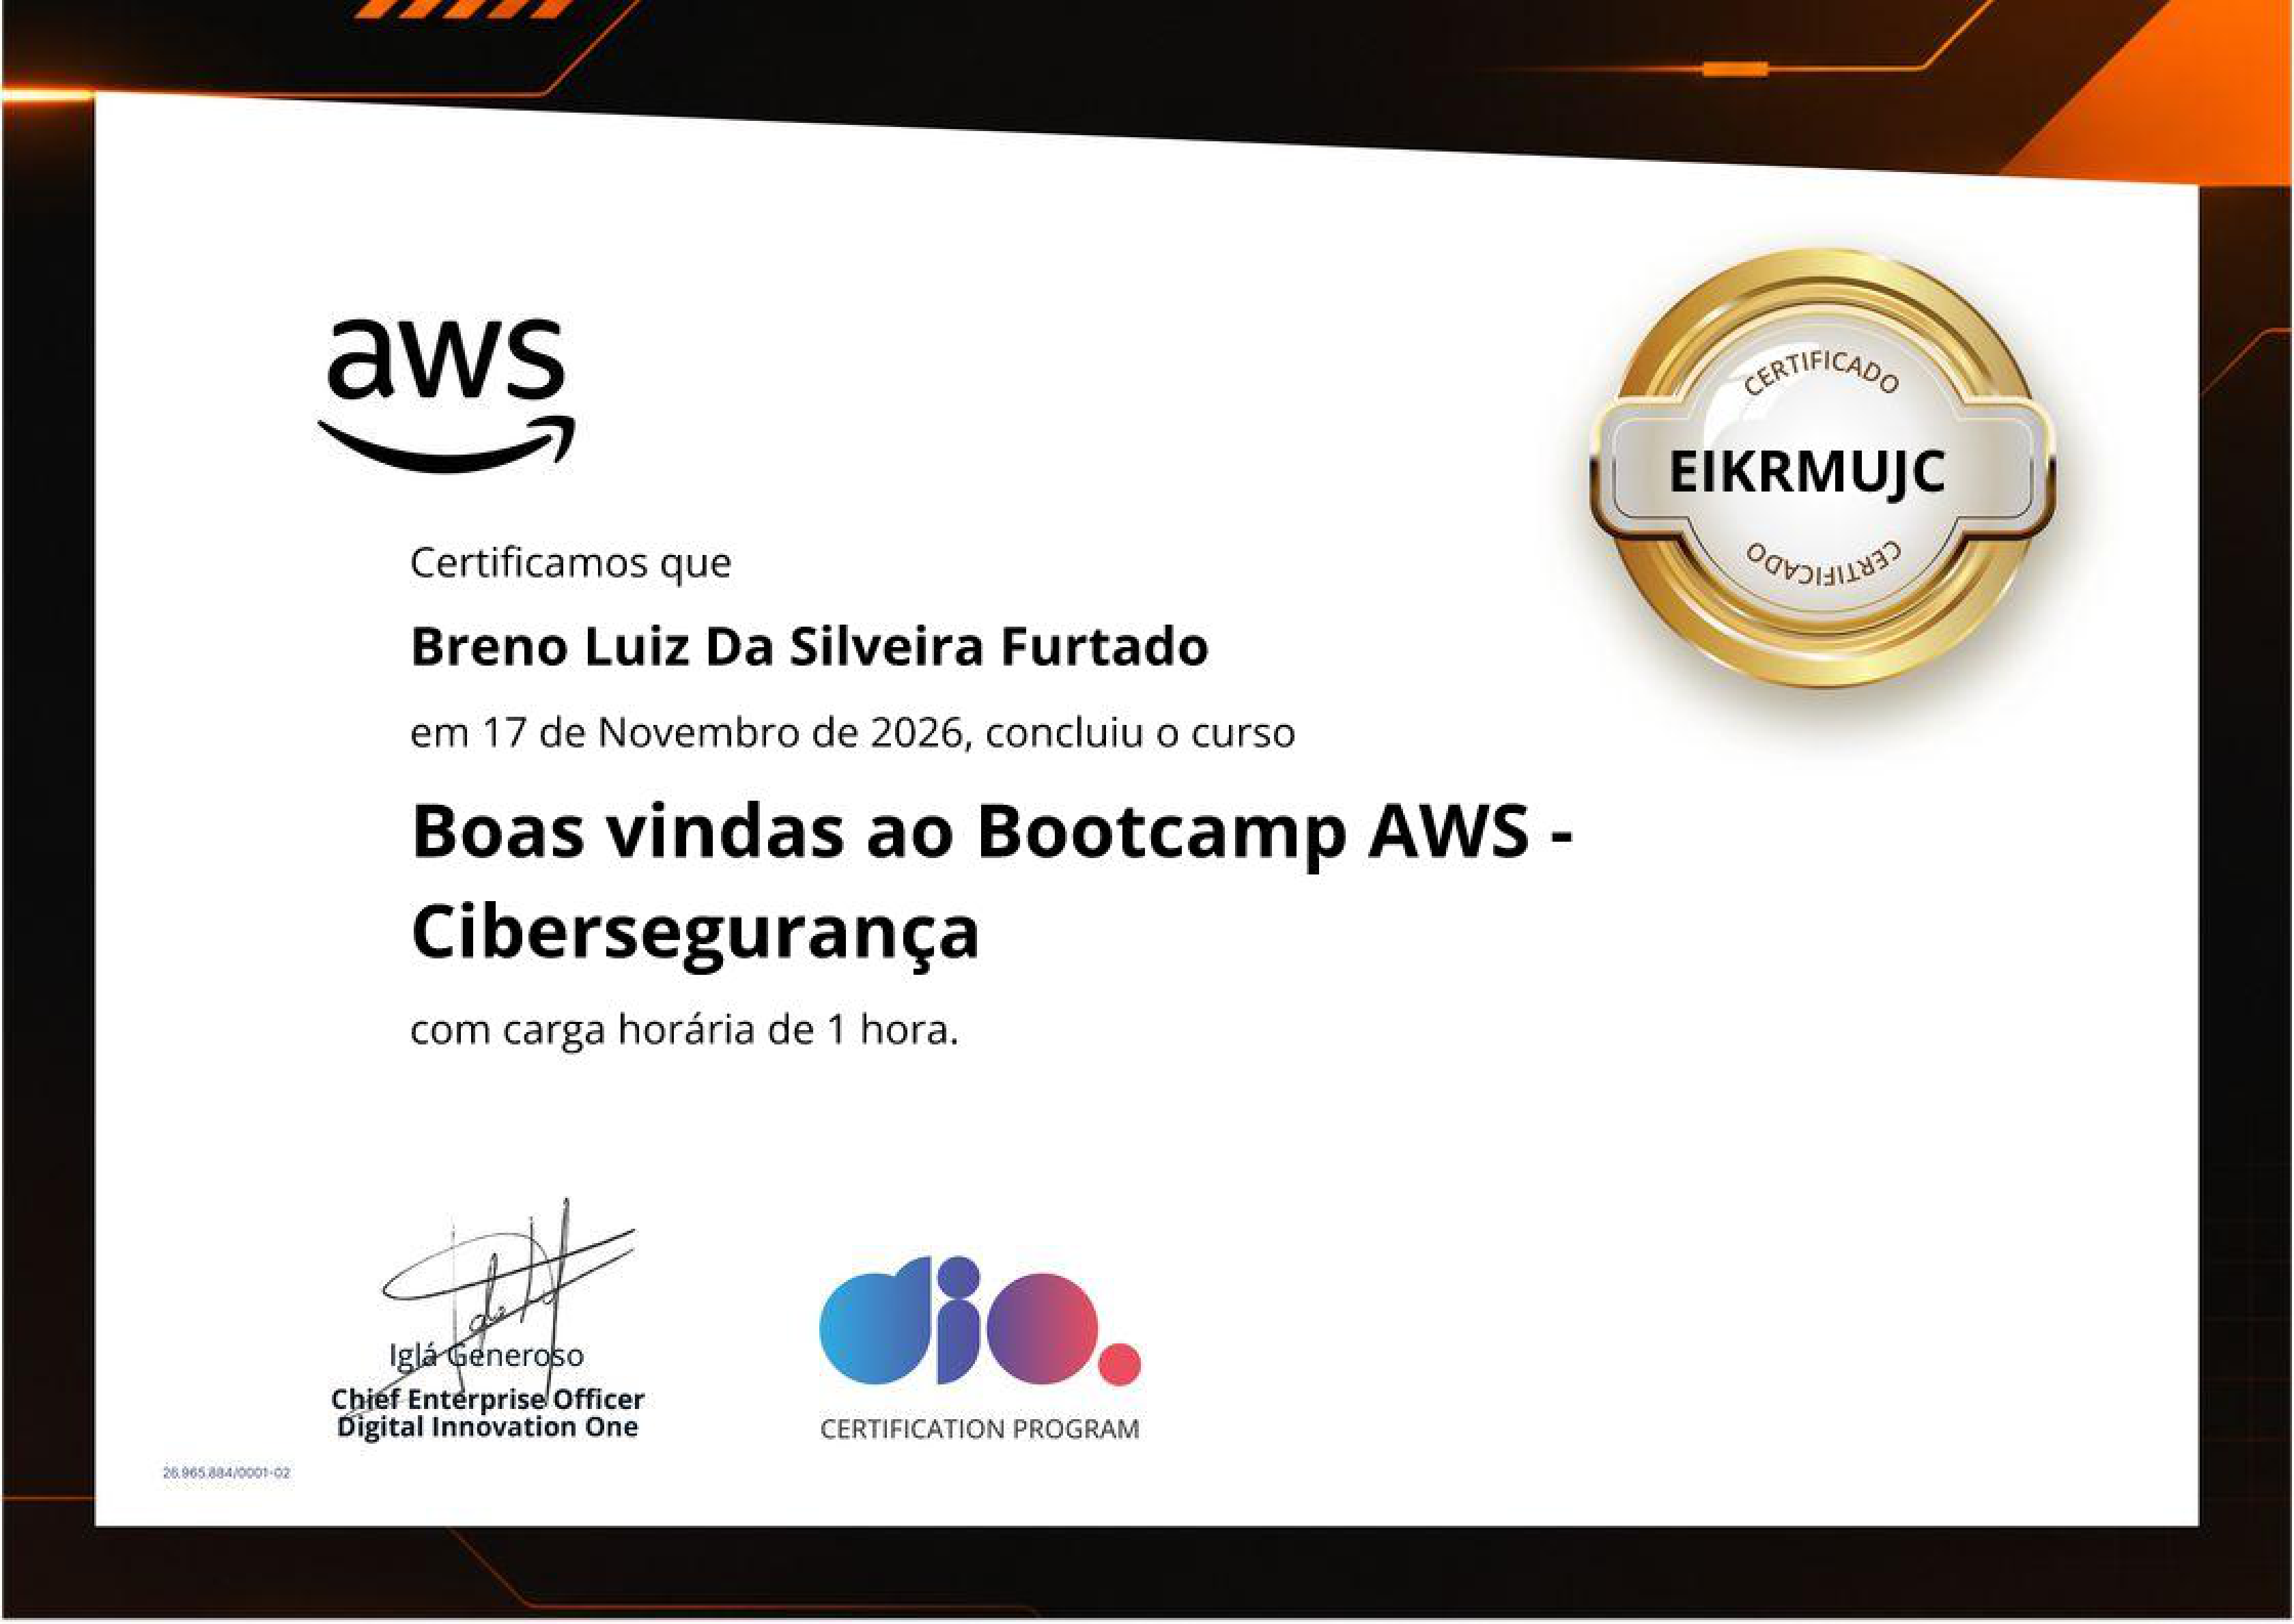 aws
CERTIFICADO
EIKRMUJC
CERTIFICADO
Certificamos que
Breno Luiz Da Silveira Furtado
em 17 de Novembro de 2026, concluiu o curso
Boas vindas ao Bootcamp AWS -
Cibersegurança
com carga horária de 1 hora.
Iglá Generoso
Chief Enterprise Officer
Digital Innovation One
dio.
CERTIFICATION PROGRAM
26.965.884/0001-02